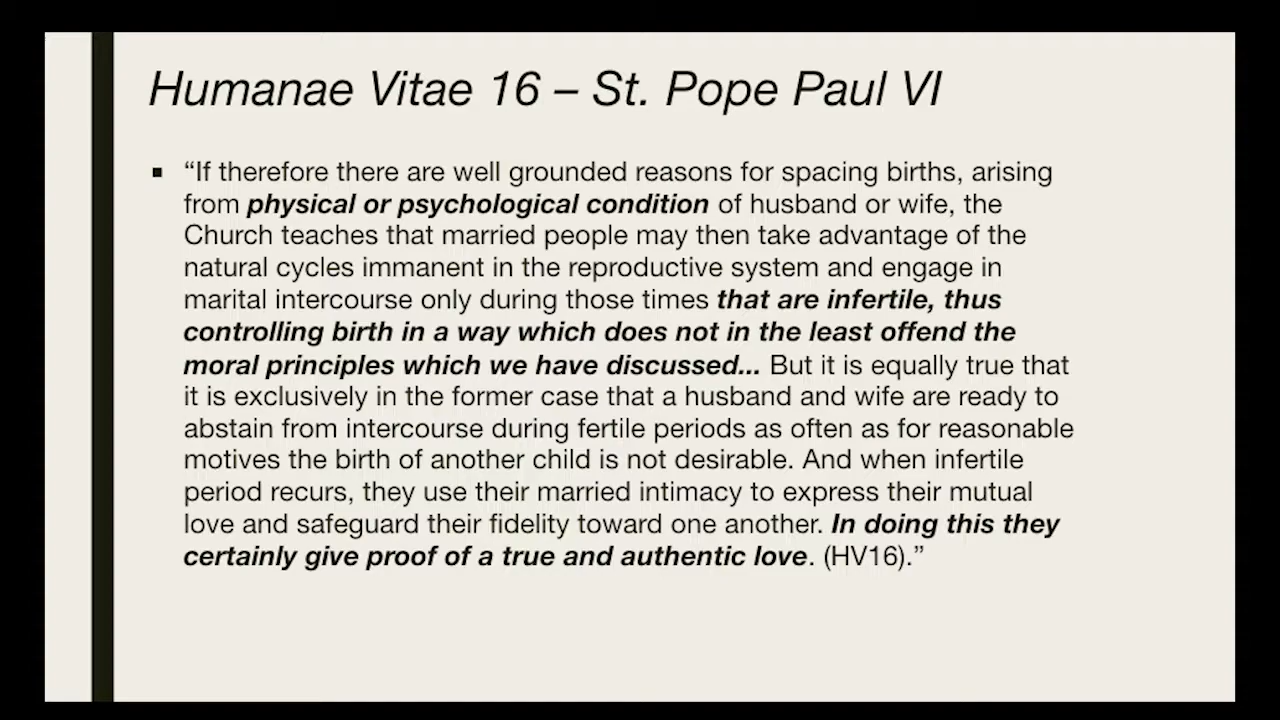 Humanae Vitae 16 – St. Pope Paul VI
▪ “If therefore there are well grounded reasons for spacing births, arising
from physical or psychological condition of husband or wife, the
Church teaches that married people may then take advantage of the
natural cycles immanent in the reproductive system and engage in
marital intercourse only during those times that are infertile, thus
controlling birth in a way which does not in the least offend the
moral principles which we have discussed... But it is equally true that
it is exclusively in the former case that a husband and wife are ready to
abstain from intercourse during fertile periods as often as for reasonable
motives the birth of another child is not desirable. And when infertile
period recurs, they use their married intimacy to express their mutual
love and safeguard their fidelity toward one another. In doing this they
certainly give proof of a true and authentic love. (HV16).”